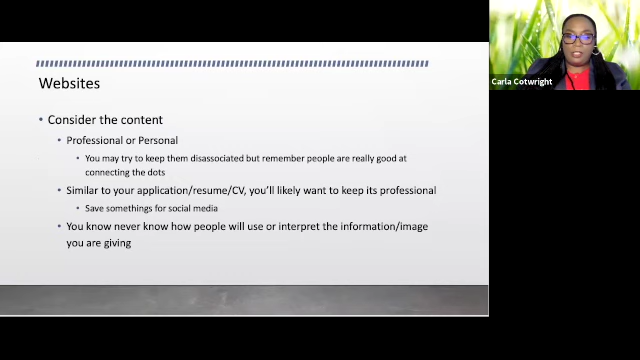 Websites
Consider the content
Professional or Personal
You may try to keep them disassociated but remember people are really good at
connecting the dots
Similar to your application/resume/CV, you'll likely want to keep its professional
Save somethings for social media
You know never know how people will use or interpret the information/image
you are giving
Carla Cotwright